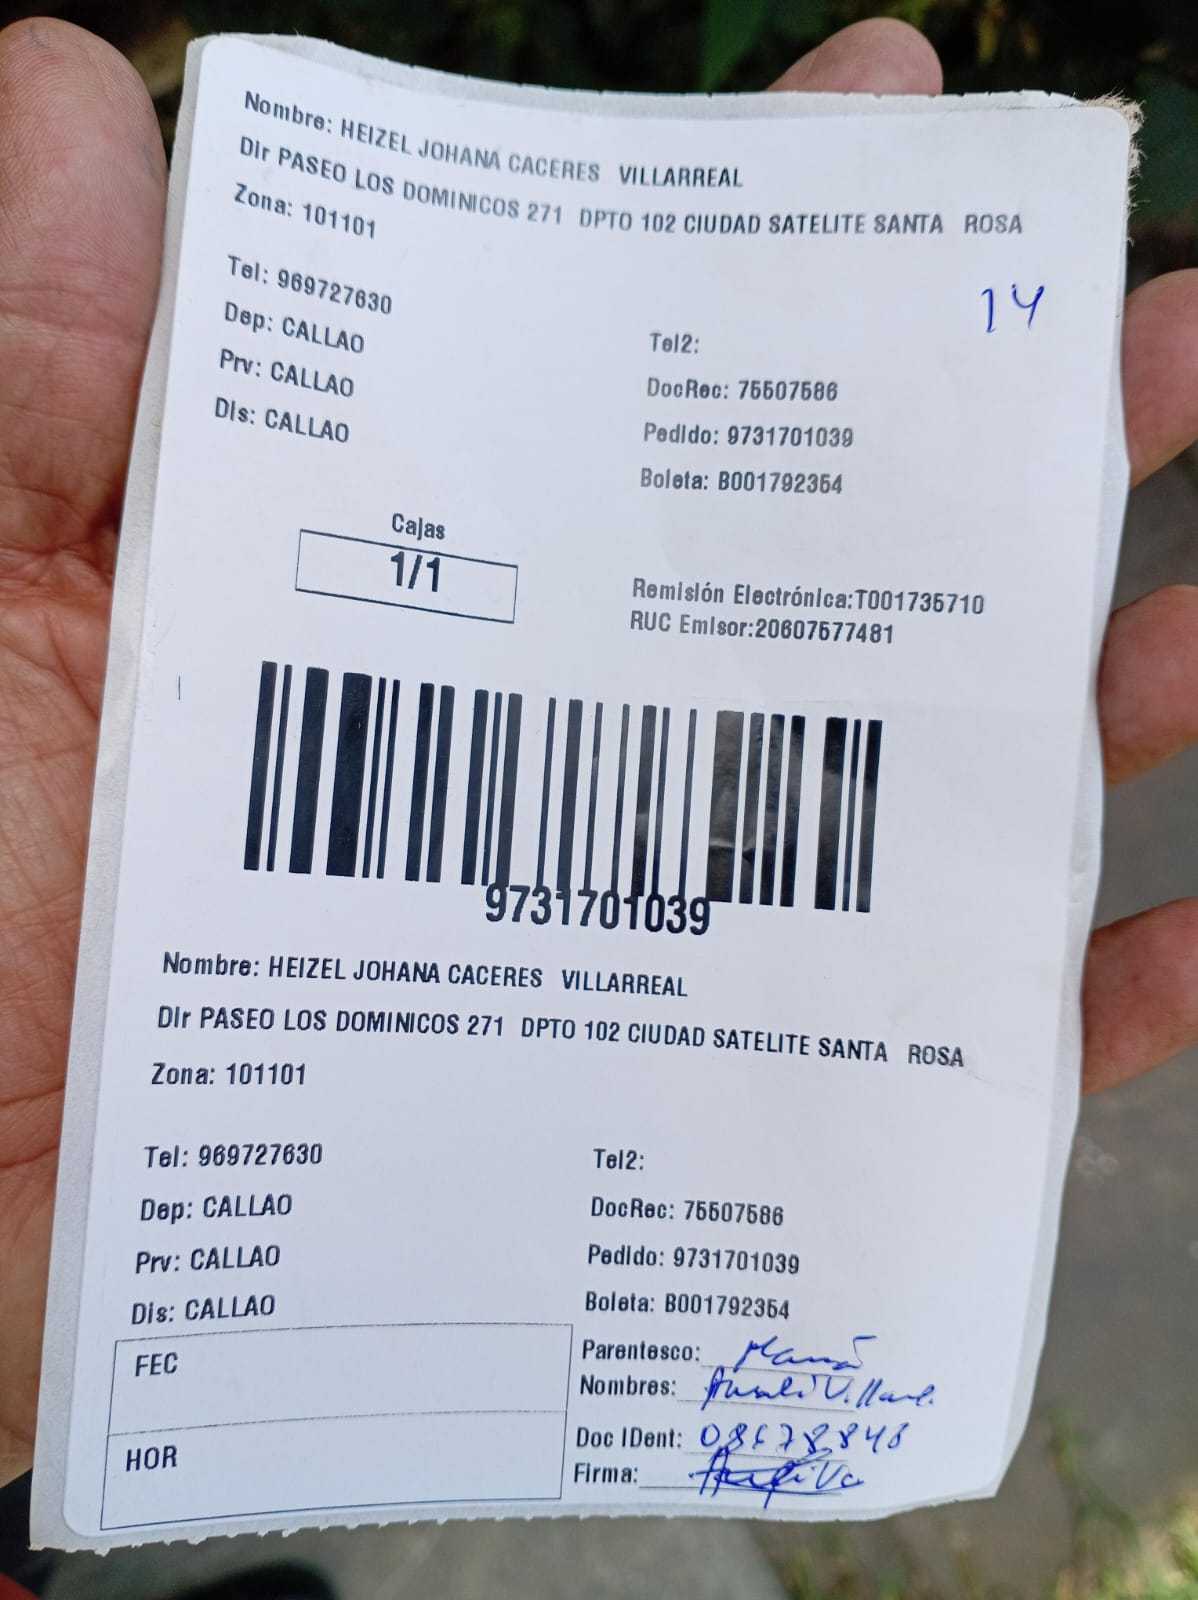 Nombre: HEIZEL JOHANA CACERES VILLARREAL
Dir PASEO LOS DOMINICOS 271 DPTO 102 CIUDAD SATELITE SANTA ROSA
Zona: 101101
14
Tel: 969727630
Tel2:
Dep: CALLAO
DocRec: 75507586
Prv: CALLAO
Pedido: 9731701039
Dis: CALLAO
Boleta: B001792354
Cajas
1/1
Remisión Electrónica:T001735710
RUC Emisor:20607577481
9731701039
Nombre: HEIZEL JOHANA CACERES VILLARREAL
Dir PASEO LOS DOMINICOS 271 DPTO 102 CIUDAD SATELITE SANTA ROSA
Zona: 101101
Tel: 969727630
Tel2:
Dep: CALLAO
DocRec: 75507586
Prv: CALLAO
Pedido: 9731701039
Dis: CALLAO
Boleta: B001792354
FEC
Parentesco: Mamá
Nombres:
HOR
Doc IDent:
Firma: